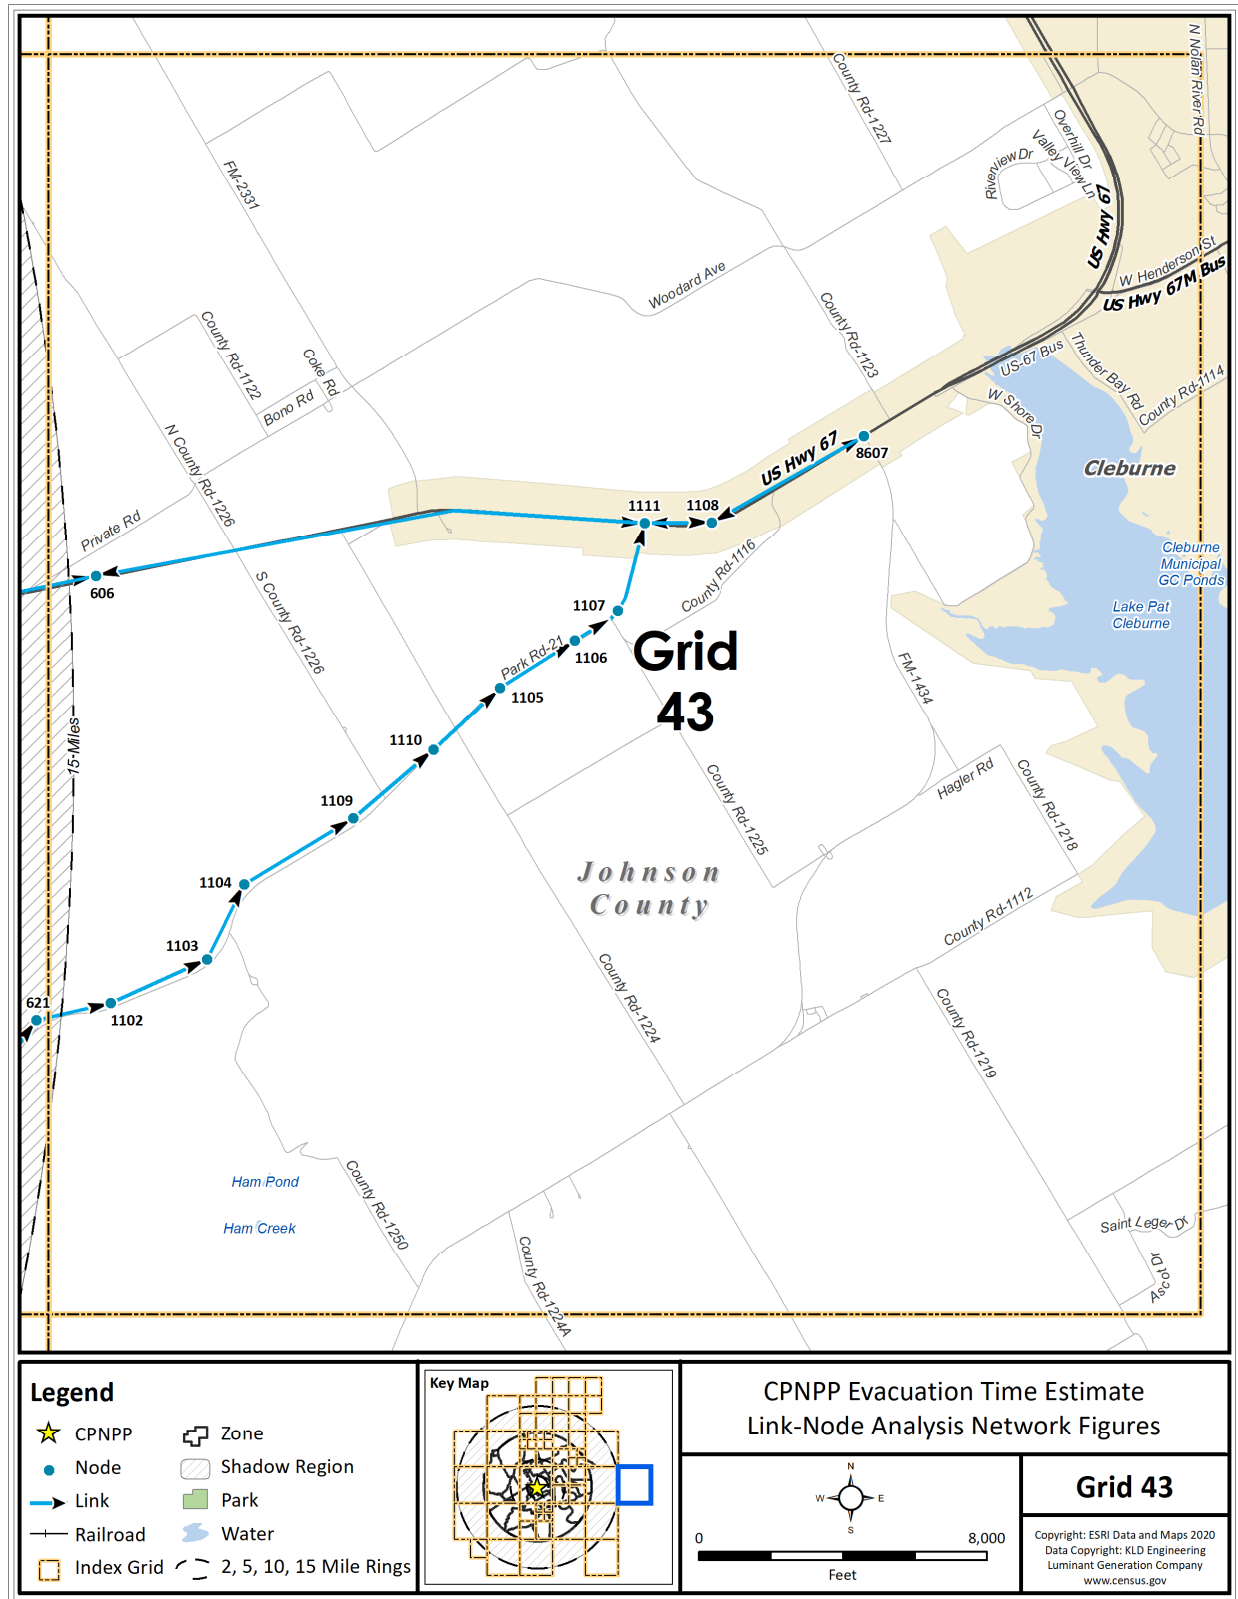 N Nolan River Rd
County Rd-1227
Overhill Dr
Valley View Ln
Riverview Dr
FM-2331
US Hwy 67
W Henderson St
US Hwy 67M Bus
Woodard Ave
County Rd-1123
County Rd-1122
Coke Rd
Bono Rd
US-67 Bus
Thunder Bay Rd
County Rd-1114
W Shore Dr
N County Rd-1226
US Hwy 67
8607
Cleburne
1111
1108
Private Rd
606
Cleburne
Municipal
GC Ponds
Lake Pat
Cleburne
County Rd-1116
S County Rd-1226
1107
Park Rd-21
1106
Grid
43
1105
FM-1434
15-Miles
1110
County Rd-1225
Hagler Rd
County Rd-1218
1109
1104
Johnson
County
County Rd-1112
1103
County Rd-1224
County Rd-1219
621
1102
Ham Pond
Ham Creek
County Rd-1250
County Rd-1224A
Saint Leger Dr
Ascot Dr
Legend
CPNPP
Zone
Node
Shadow Region
Link
Park
Railroad
Water
Index Grid
2, 5, 10, 15 Mile Rings
Key Map
CPNPP Evacuation Time Estimate
Link-Node Analysis Network Figures
N
W E
S
0 8,000
Feet
Grid 43
Copyright: ESRI Data and Maps 2020
Data Copyright: KLD Engineering
Luminant Generation Company
www.census.gov